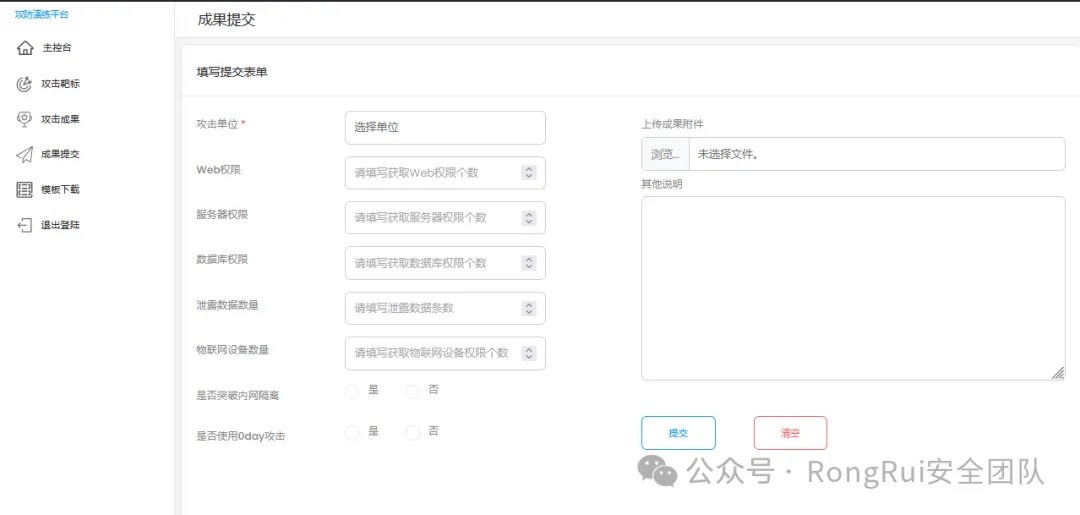 攻防演练平台
主控台
攻击靶标
攻击成果
成果提交
模板下载
退出登陆
成果提交
填写提交表单
攻击单位 *
选择单位
Web权限
请填写获取Web权限个数
服务器权限
请填写获取服务器权限个数
数据库权限
请填写获取数据库权限个数
泄露数据数量
请填写泄露数据条数
物联网设备数量
请填写获取物联网设备权限个数
是否突破内网隔离
是 否
是否使用0day攻击
是 否
上传成果附件
浏览... 未选择文件。
其他说明
提交 清空
公众号 · RongRui安全团队